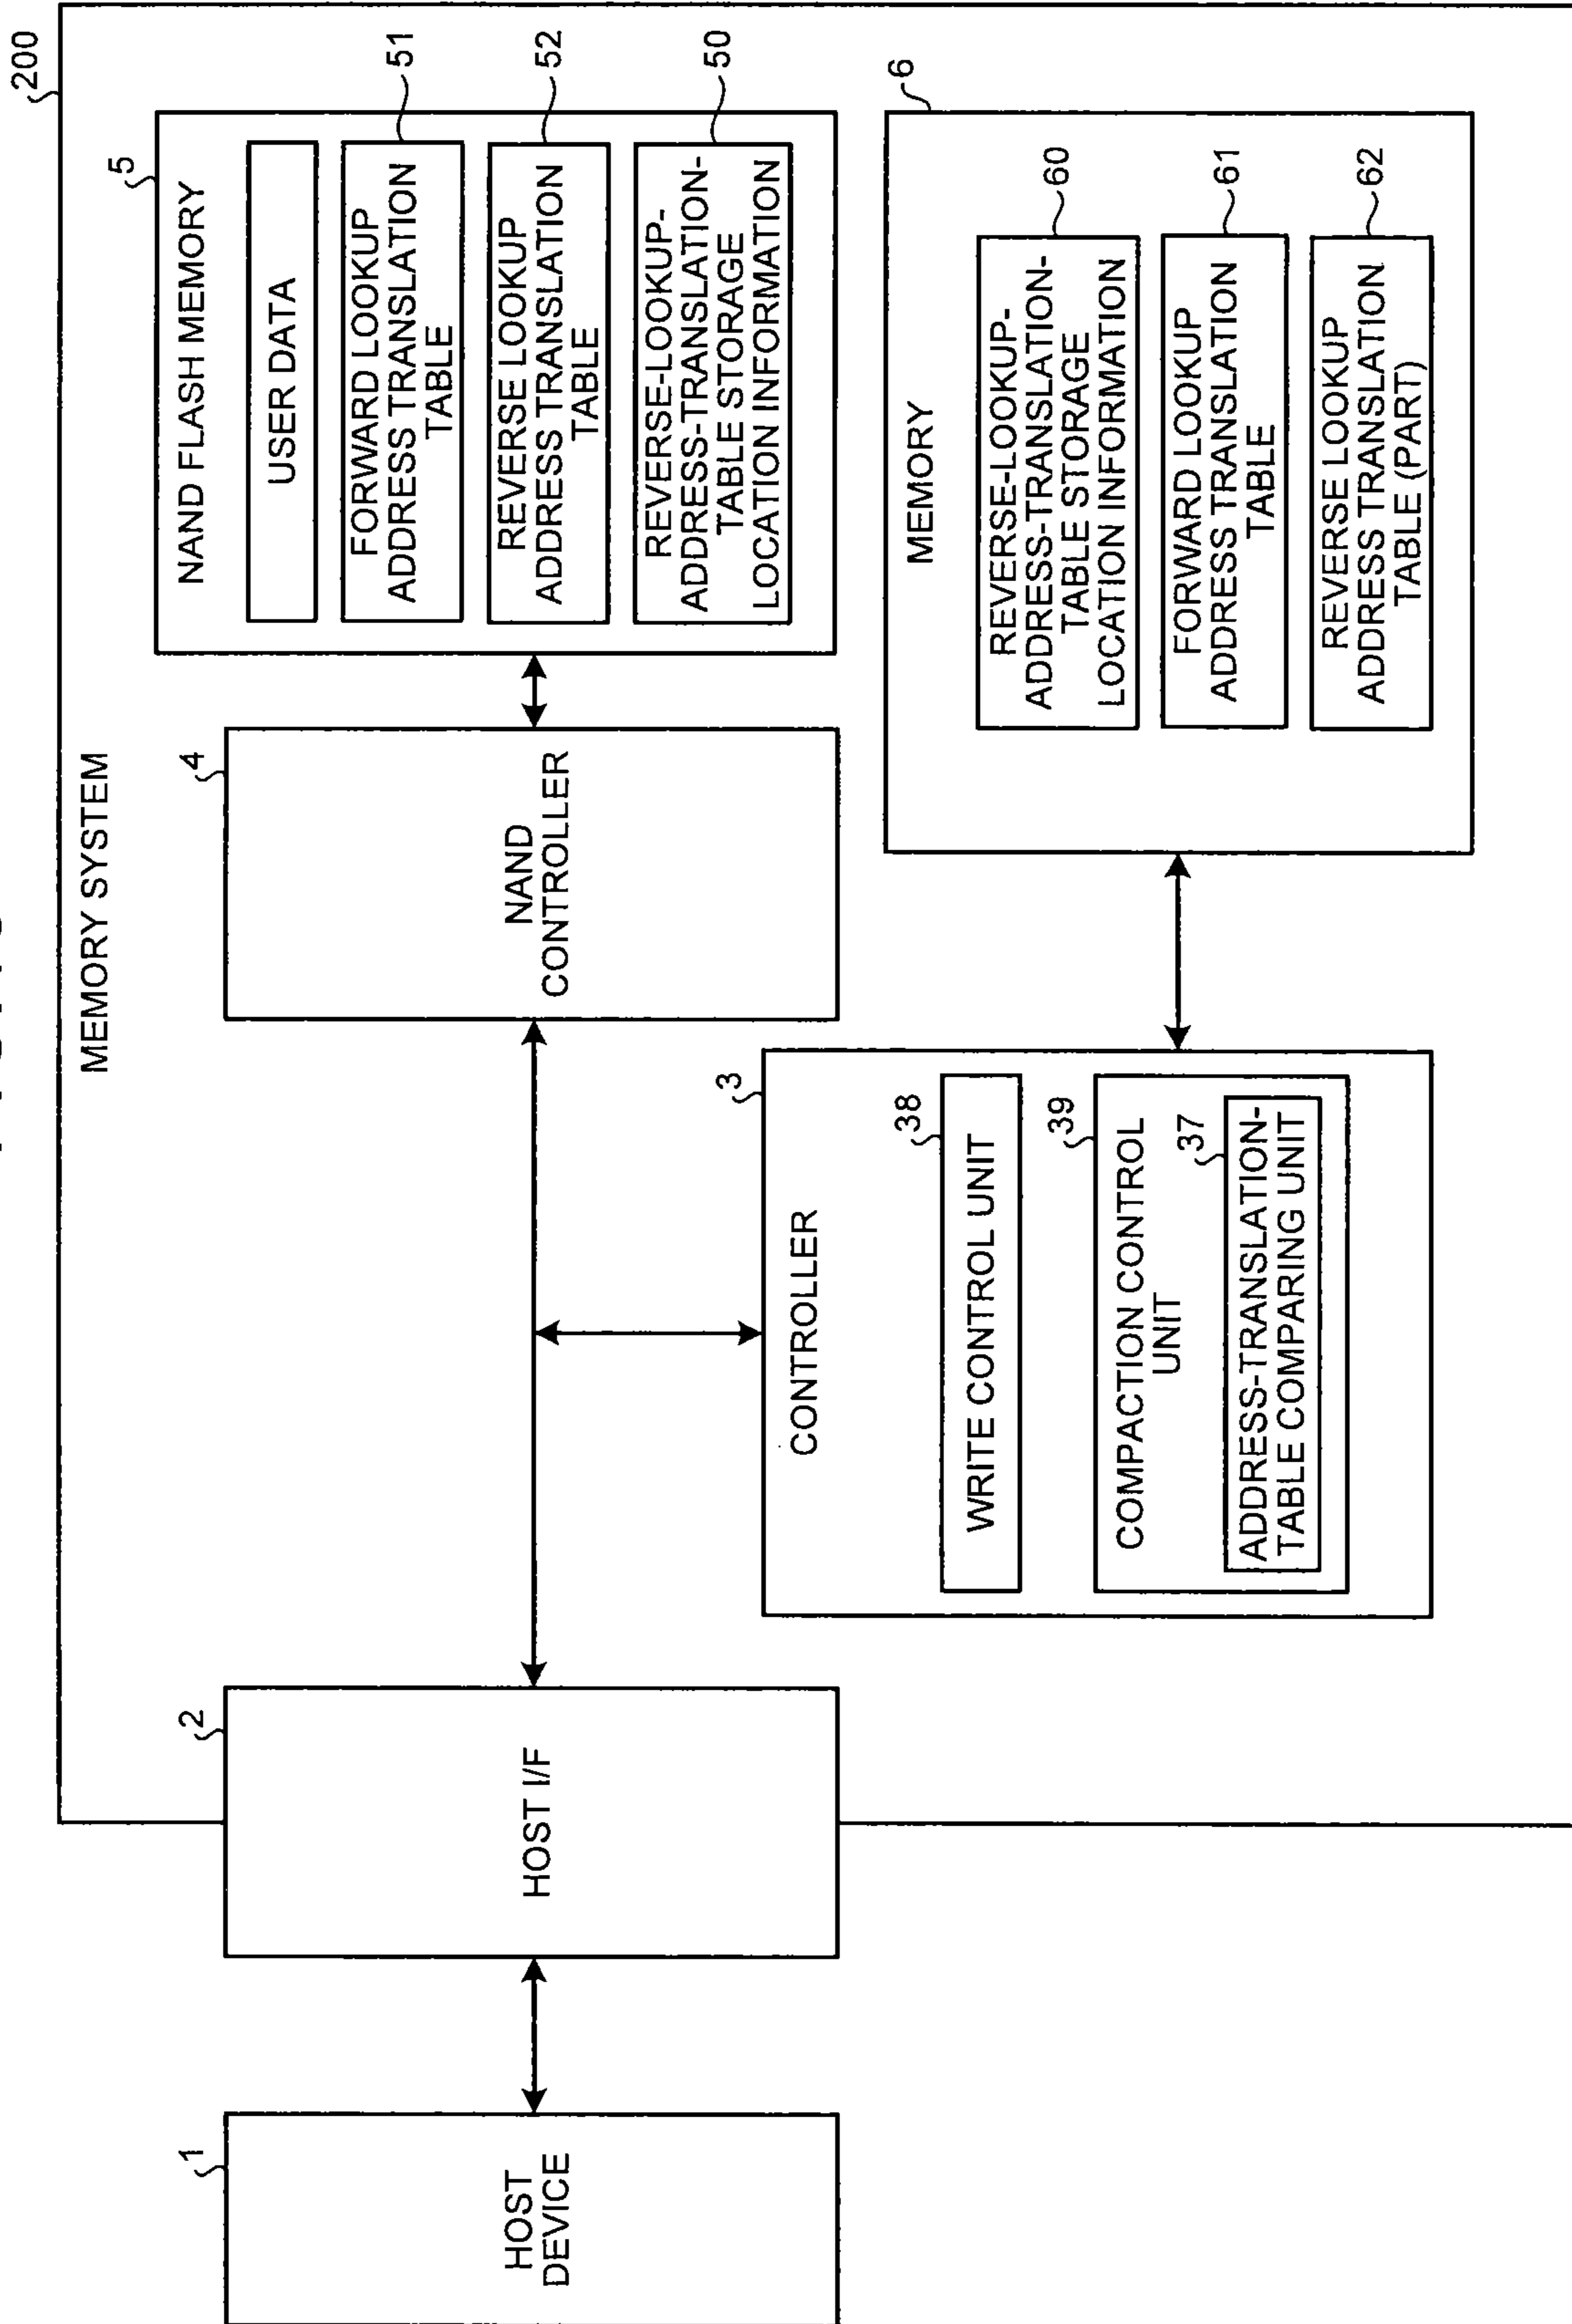 200
MEMORY SYSTEM
1
HOST
DEVICE
2
HOST I/F
3
CONTROLLER
38
WRITE CONTROL UNIT
39
COMPACTION CONTROL
UNIT
37
ADDRESS-TRANSLATION-
TABLE COMPARING UNIT
4
NAND
CONTROLLER
5
NAND FLASH MEMORY
USER DATA
FORWARD LOOKUP
ADDRESS TRANSLATION
TABLE
51
REVERSE LOOKUP
ADDRESS TRANSLATION
TABLE
52
REVERSE-LOOKUP-
ADDRESS-TRANSLATION-
TABLE STORAGE
LOCATION INFORMATION
50
6
MEMORY
REVERSE-LOOKUP-
ADDRESS-TRANSLATION-
TABLE STORAGE
LOCATION INFORMATION
60
FORWARD LOOKUP
ADDRESS TRANSLATION
TABLE
61
REVERSE LOOKUP
ADDRESS TRANSLATION
TABLE (PART)
62